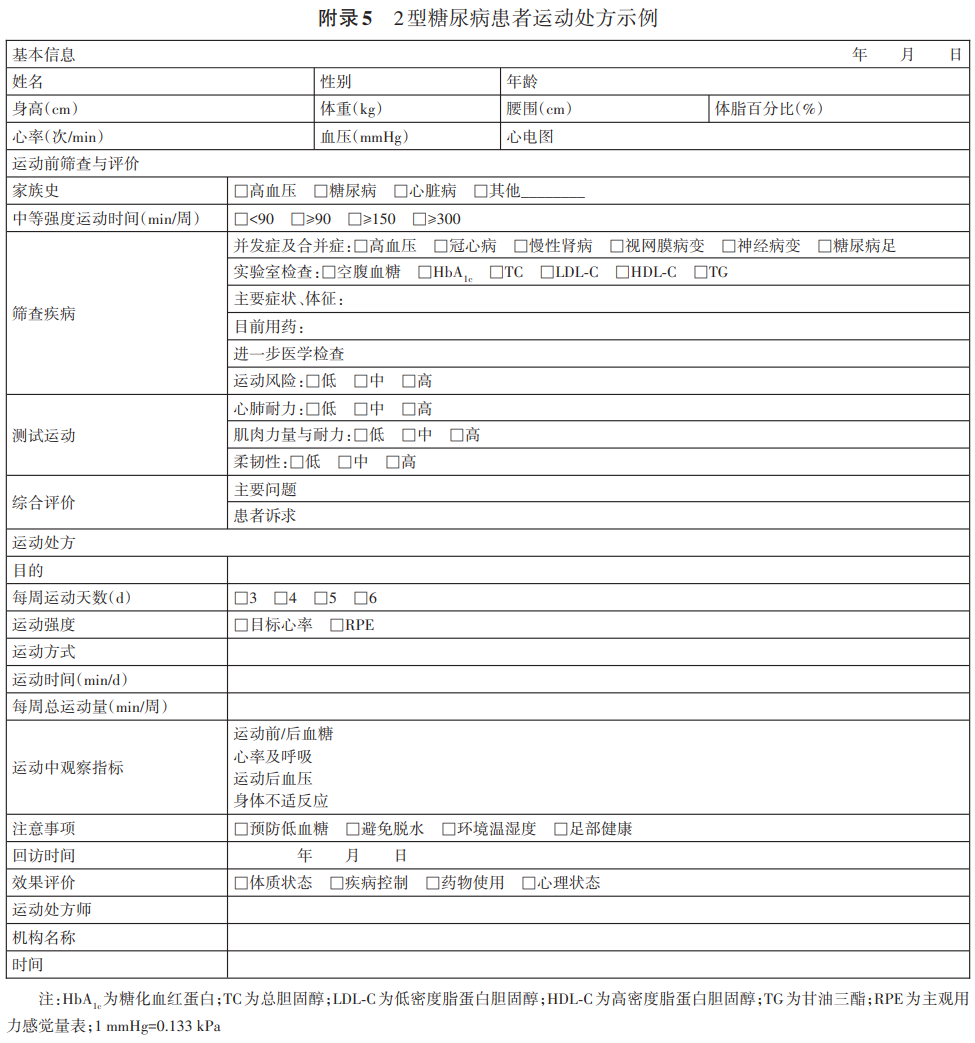 附录5 2型糖尿病患者运动处方示例
基本信息 年 月 日
姓名 性别 年龄
身高(cm) 体重(kg) 腰围(cm) 体脂百分比(%)
心率(次/min) 血压(mmHg) 心电图
运动前筛查与评价
家族史 □高血压 □糖尿病 □心脏病 □其他________
中等强度运动时间(min/周) □<90 □≥90 □≥150 □≥300
筛查疾病
并发症及合并症:□高血压 □冠心病 □慢性肾病 □视网膜病变 □神经病变 □糖尿病足
实验室检查:□空腹血糖 □HbA1c □TC □LDL-C □HDL-C □TG
主要症状、体征:
目前用药:
进一步医学检查
运动风险:□低 □中 □高
测试运动
心肺耐力:□低 □中 □高
肌肉力量与耐力:□低 □中 □高
柔韧性:□低 □中 □高
综合评价
主要问题
患者诉求
运动处方
目的
每周运动天数(d) □3 □4 □5 □6
运动强度 □目标心率 □RPE
运动方式
运动时间(min/d)
每周总运动量(min/周)
运动中观察指标
运动前/后血糖
心率及呼吸
运动后血压
身体不适反应
注意事项 □预防低血糖 □避免脱水 □环境温湿度 □足部健康
回访时间 年 月 日
效果评价 □体质状态 □疾病控制 □药物使用 □心理状态
运动处方师
机构名称
时间
注:HbA1c为糖化血红蛋白;TC为总胆固醇;LDL-C为低密度脂蛋白胆固醇;HDL-C为高密度脂蛋白胆固醇;TG为甘油三酯;RPE为主观用
力感觉量表;1 mmHg=0.133 kPa